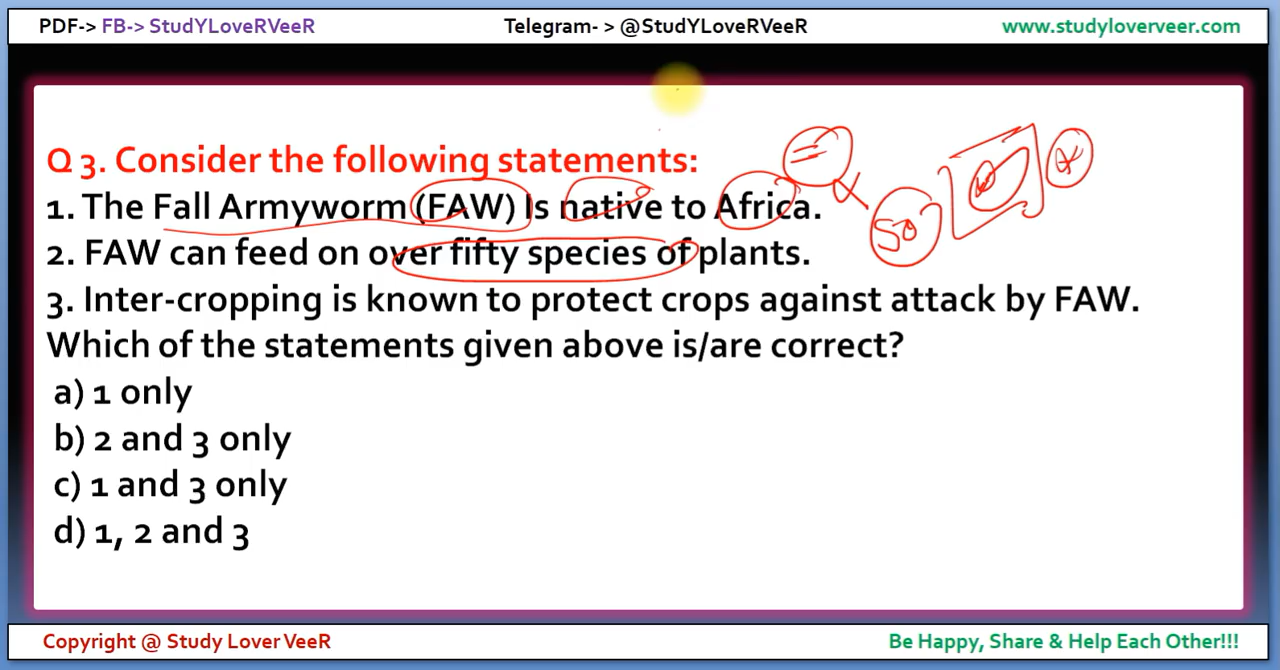 PDF-> FB-> StudYLoveRVeeR Telegram- > @StudYLoveRVeeR www.studyloverveer.com
Q 3. Consider the following statements:
1. The Fall Armyworm (FAW) Is native to Africa.
50
2. FAW can feed on over fifty species of plants.
3. Inter-cropping is known to protect crops against attack by FAW.
Which of the statements given above is/are correct?
a) 1 only
b) 2 and 3 only
c) 1 and 3 only
d) 1, 2 and 3
Copyright @ Study Lover VeeR Be Happy, Share & Help Each Other!!!